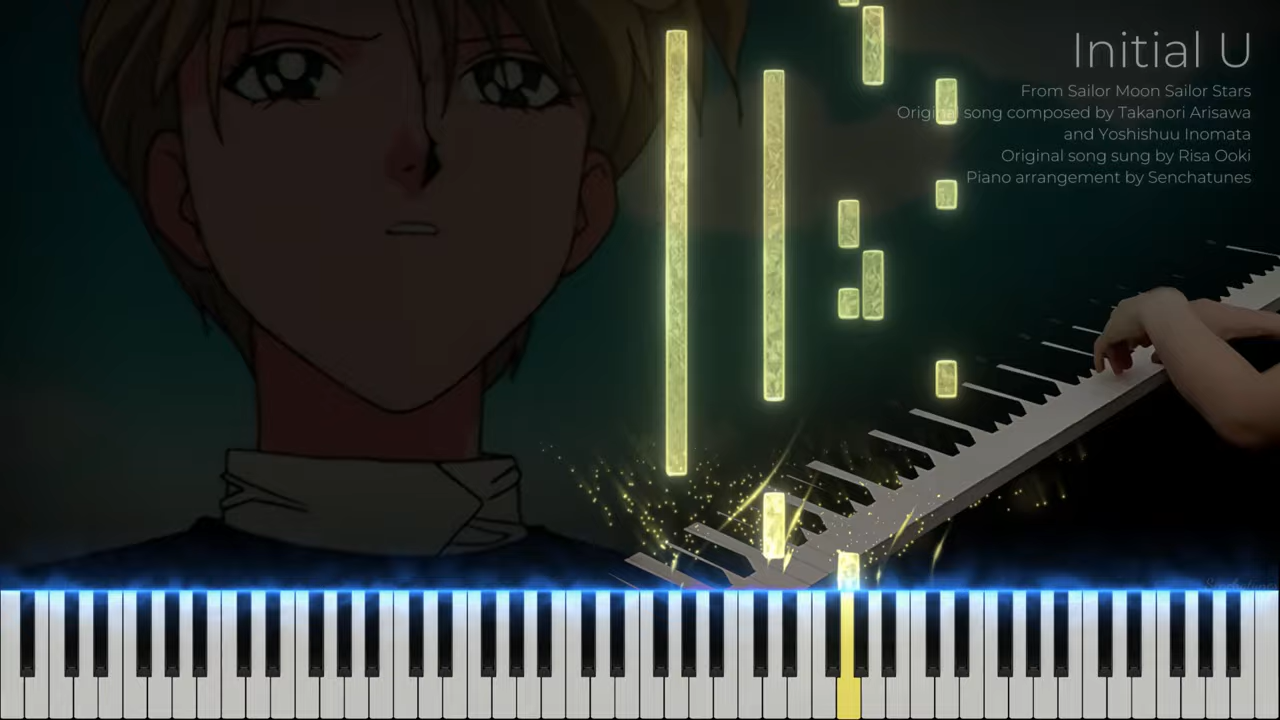 Initial U
From Sailor Moon Sailor Stars
Original song composed by Takanori Arisawa
and Yoshishuu Inomata
Original song sung by Risa Ooki
Piano arrangement by Senchatunes